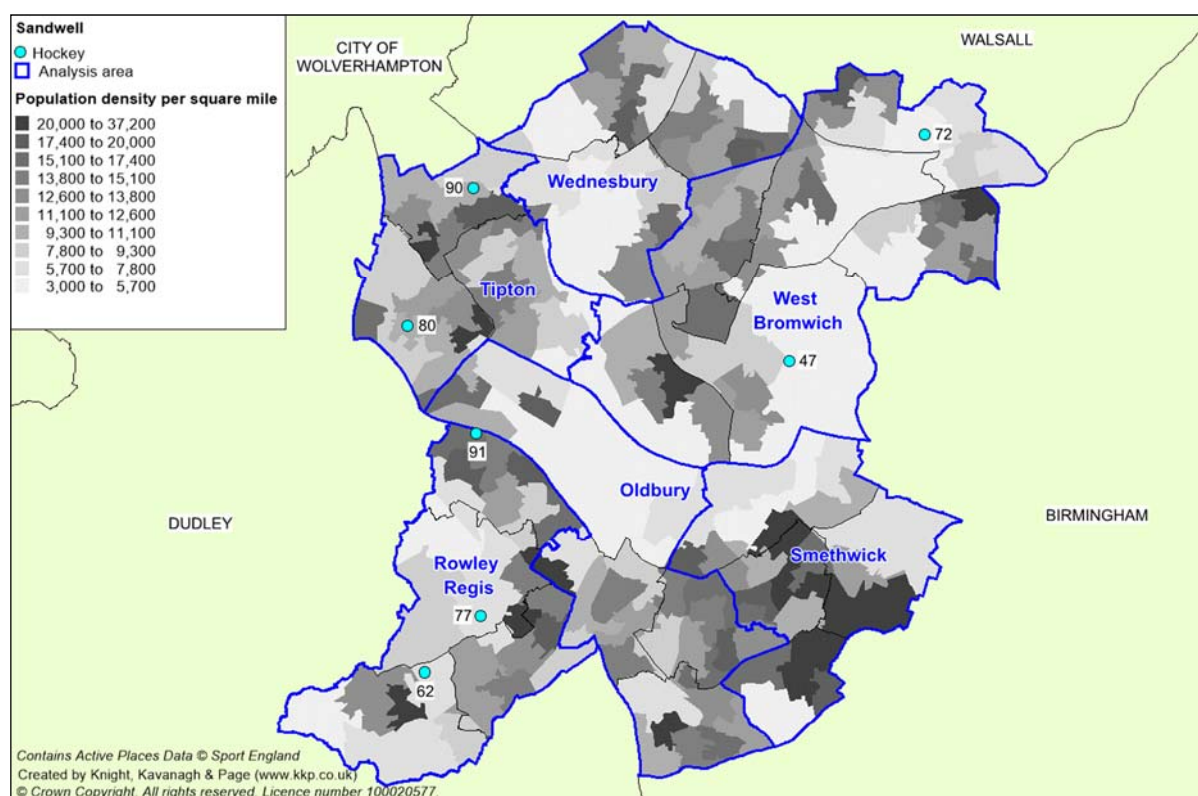 Sandwell
Hockey
Analysis area
Population density per square mile
20,000 to 37,200
17,400 to 20,000
15,100 to 17,400
13,800 to 15,100
12,600 to 13,800
11,100 to 12,600
9,300 to 11,100
7,800 to 9,300
5,700 to 7,800
3,000 to 5,700
CITY OF
WOLVERHAMPTON
WALSALL
72
Wednesbury
90
Tipton
West
Bromwich
80
47
91
Oldbury
DUDLEY
BIRMINGHAM
Smethwick
Rowley
Regis
77
62
Contains Active Places Data © Sport England
Created by Knight, Kavanagh & Page (www.kkp.co.uk)
© Crown Copyright. All rights reserved. Licence number 100020577.